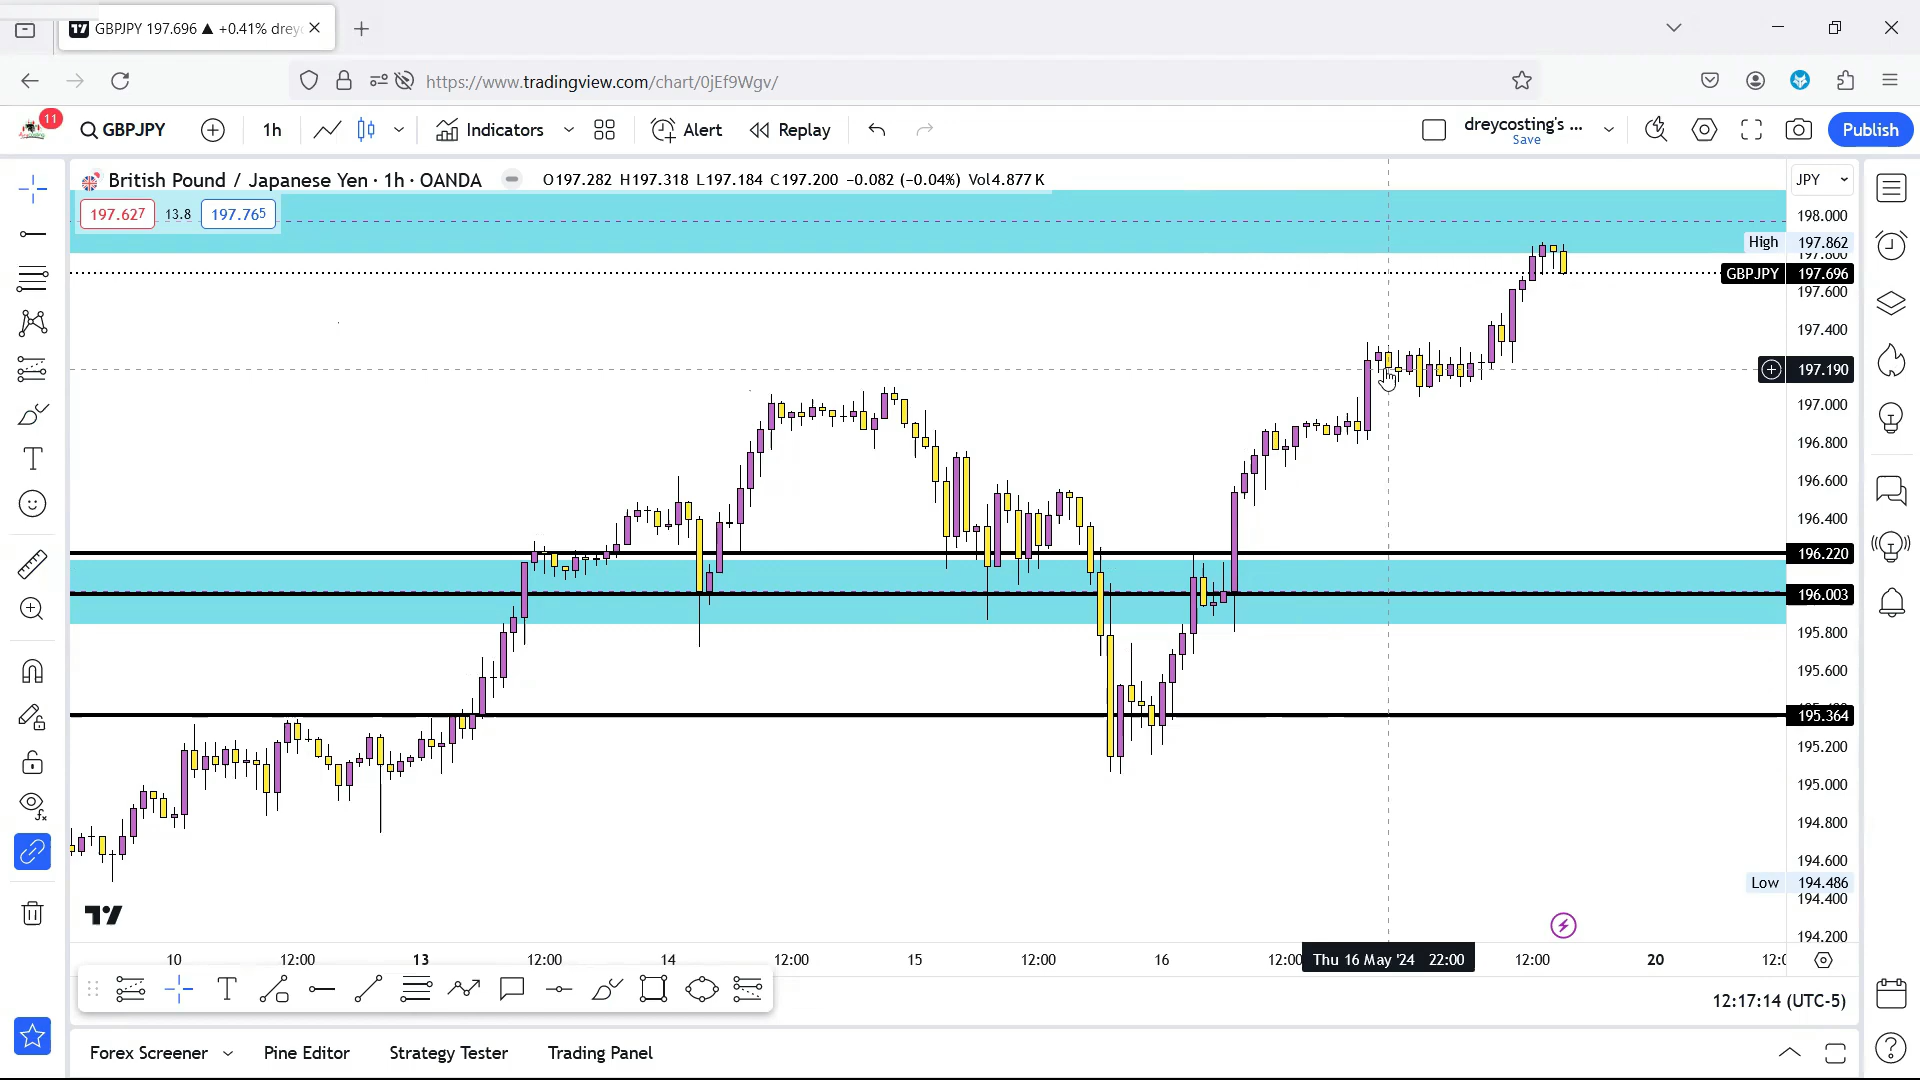 GBPJPY 197.696 ▲ +0.41% dreyc
https://www.tradingview.com/chart/0jEf9Wgv/
11
GBPJPY
1h
Indicators
Alert
Replay
dreycosting's ...
Save
Publish
British Pound / Japanese Yen · 1h · OANDA
O197.282 H197.318 L197.184 C197.200 −0.082 (−0.04%) Vol4.877 K
JPY
197.627
13.8
197.765
198.000
High 197.862
197.800
GBPJPY 197.696
197.600
197.400
197.190
197.000
196.800
196.600
196.400
196.220
196.003
195.800
195.600
195.364
195.200
195.000
194.800
194.600
Low 194.486
194.400
194.200
10 12:00 13 12:00 14 12:00 15 12:00 16 12:00 Thu 16 May '24 22:00 12:00 20 12:0
12:17:14 (UTC-5)
Forex Screener
Pine Editor
Strategy Tester
Trading Panel